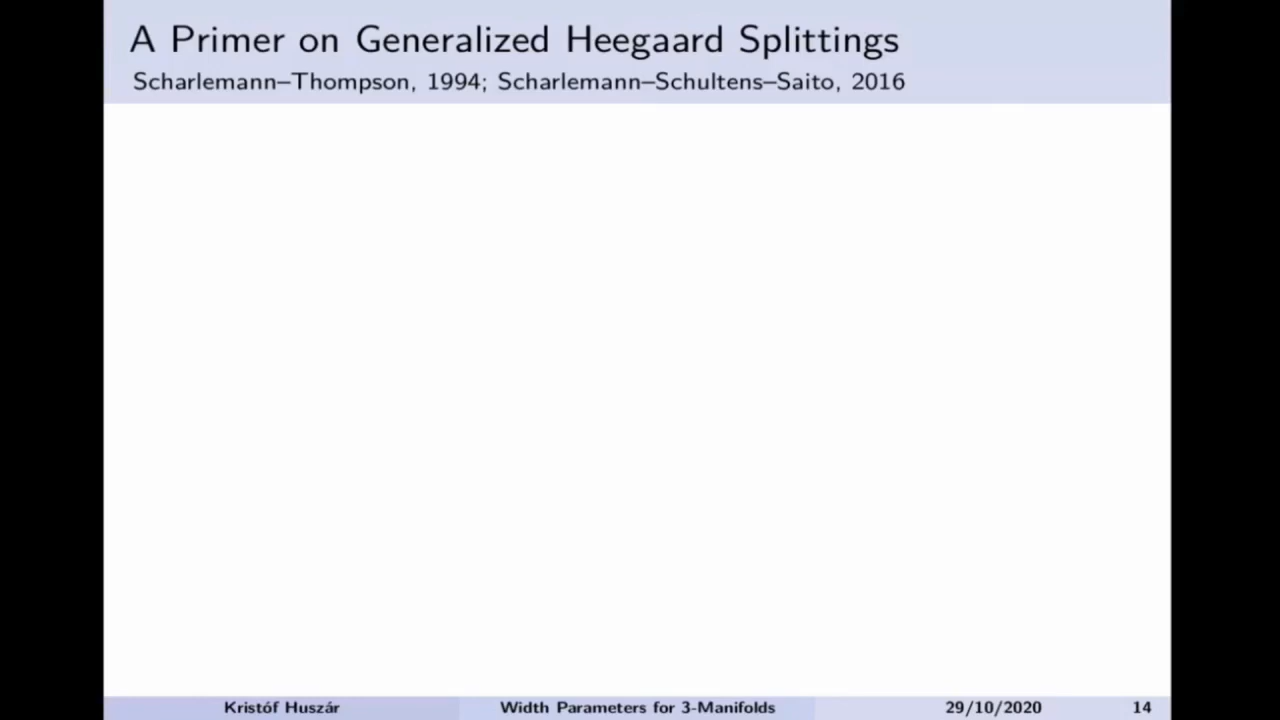 A Primer on Generalized Heegaard Splittings
Scharlemann–Thompson, 1994; Scharlemann–Schultens–Saito, 2016
Kristóf Huszár
Width Parameters for 3-Manifolds
29/10/2020
14